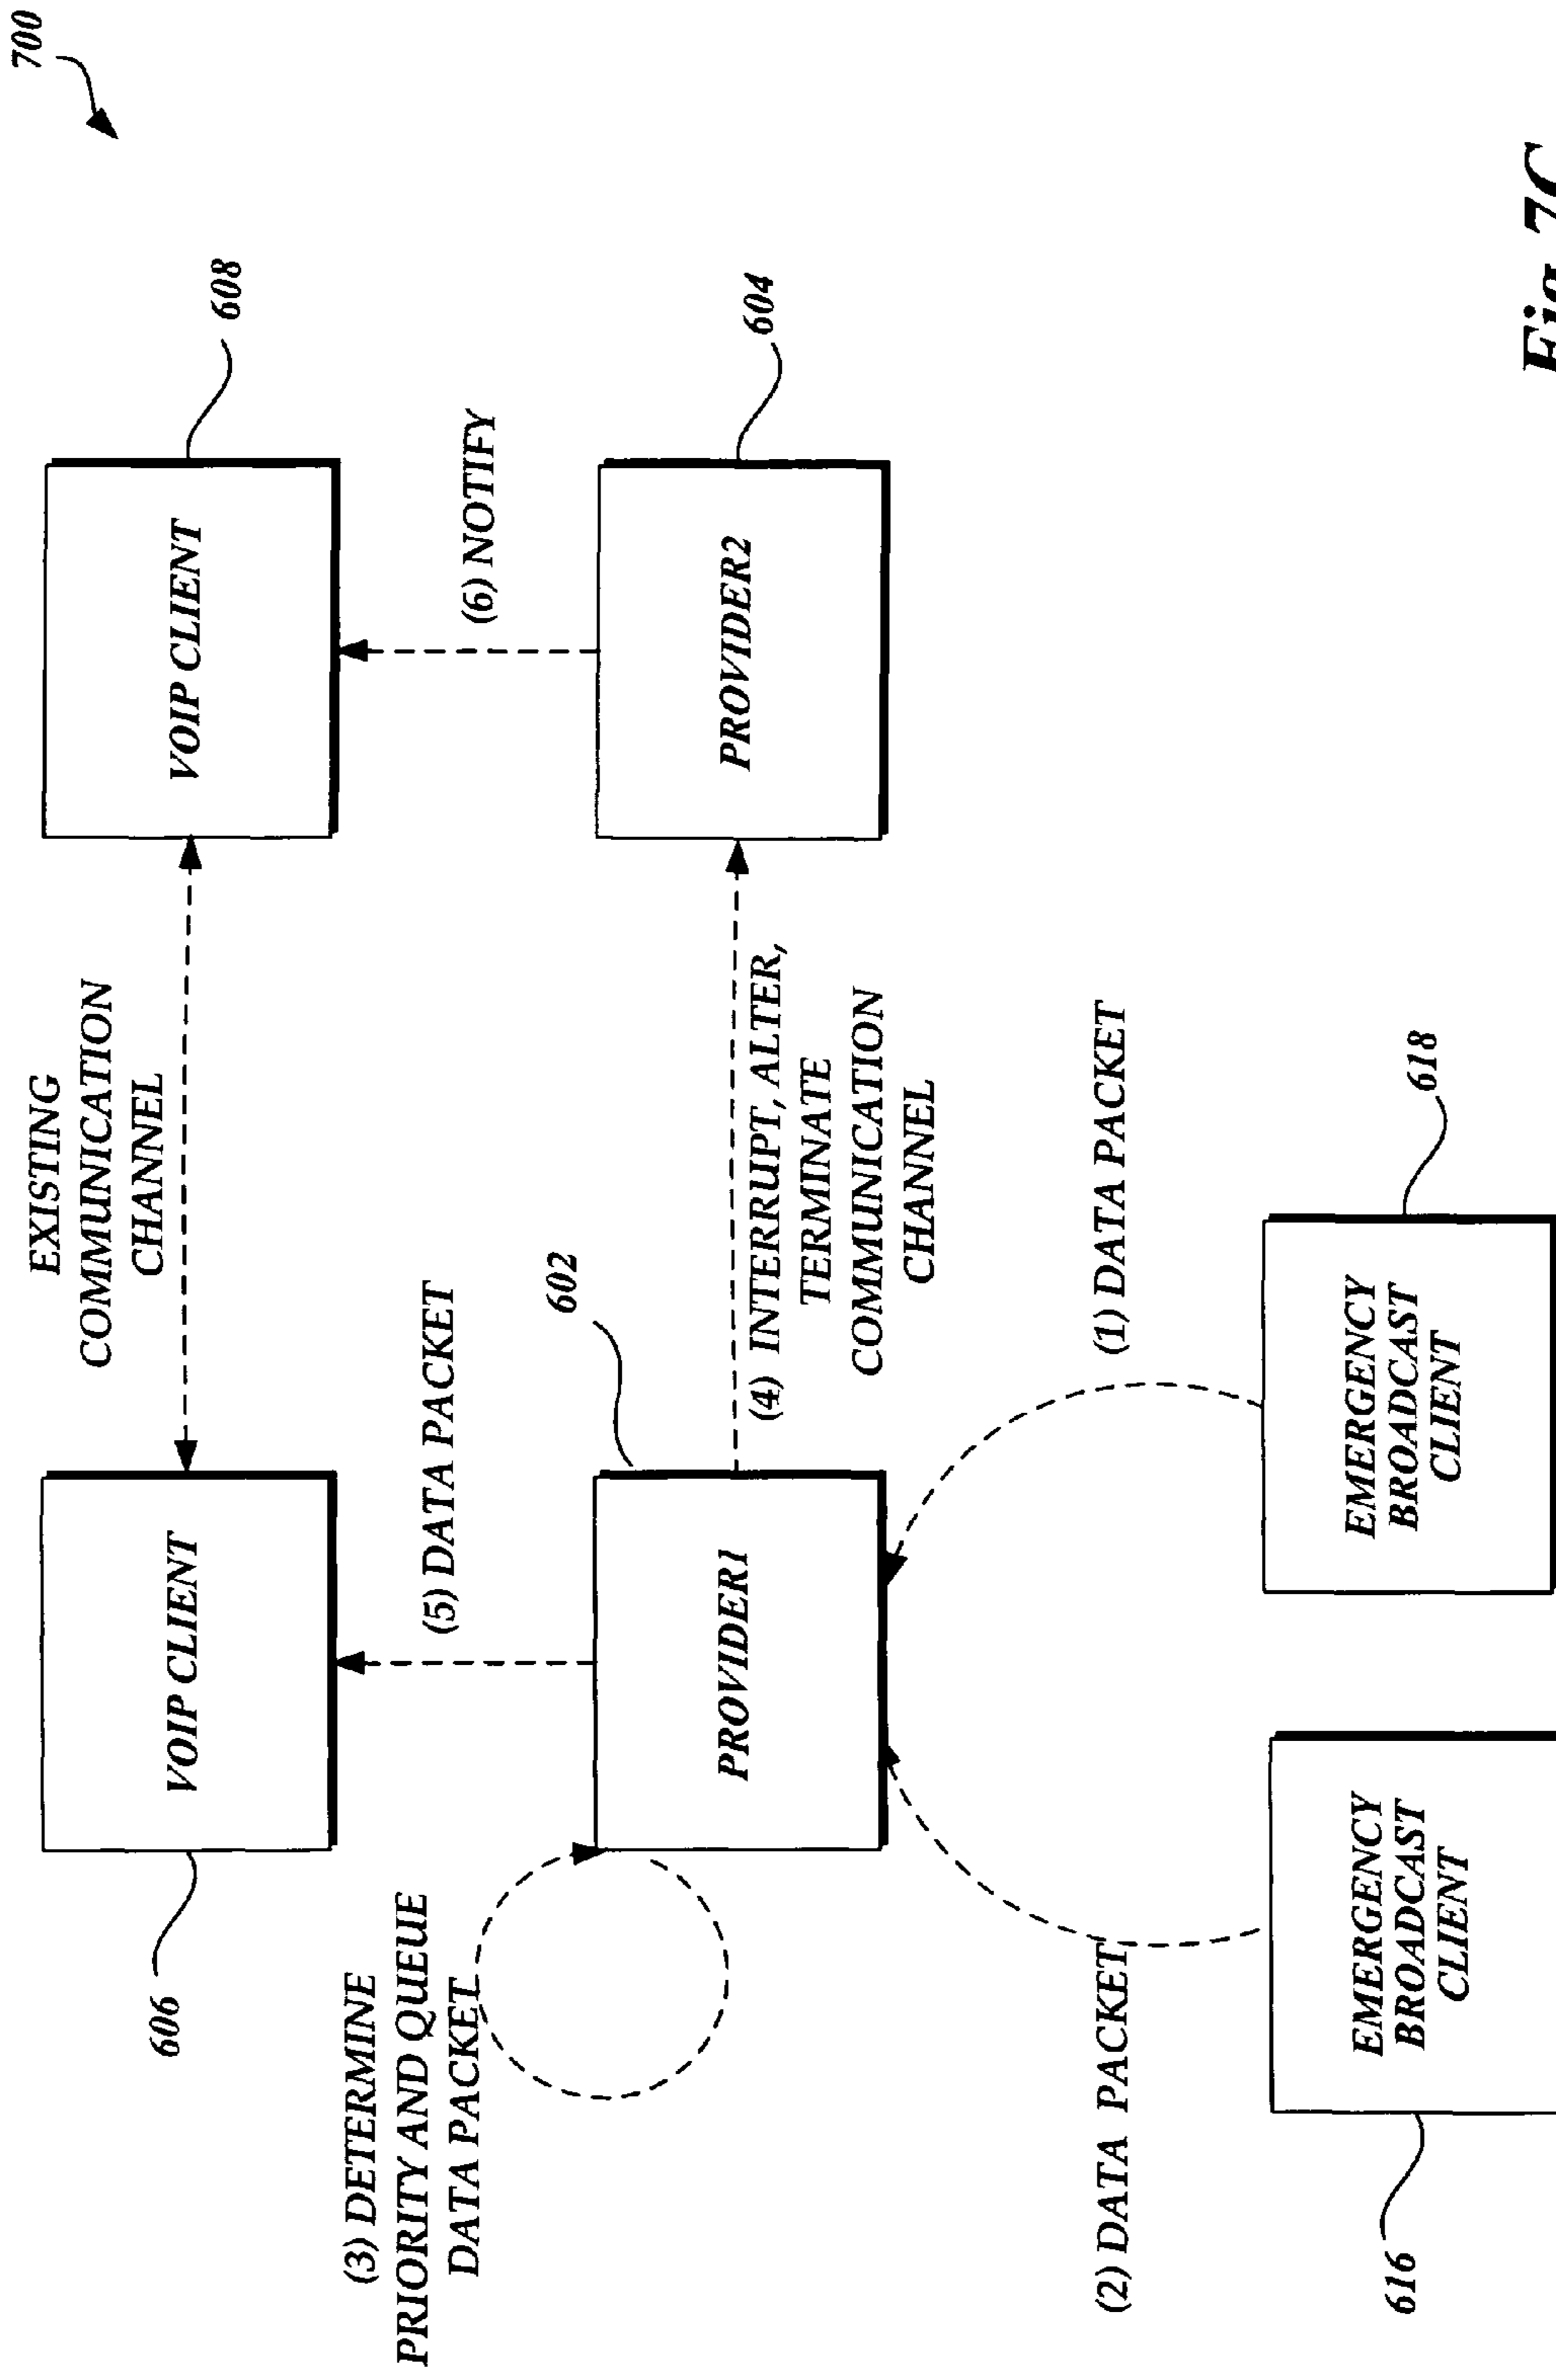 700
EXISTING
COMMUNICATION
CHANNEL
606
VOIP CLIENT
VOIP CLIENT
608
(3) DETERMINE
PRIORITY AND QUEUE
DATA PACKET
(5) DATA PACKET
(6) NOTIFY
602
604
PROVIDER1
PROVIDER2
(4) INTERRUPT, ALTER,
TERMINATE
COMMUNICATION
CHANNEL
(2) DATA PACKET
(1) DATA PACKET
616
EMERGENCY
BROADCAST
CLIENT
EMERGENCY
BROADCAST
CLIENT
618
Fig. 7C